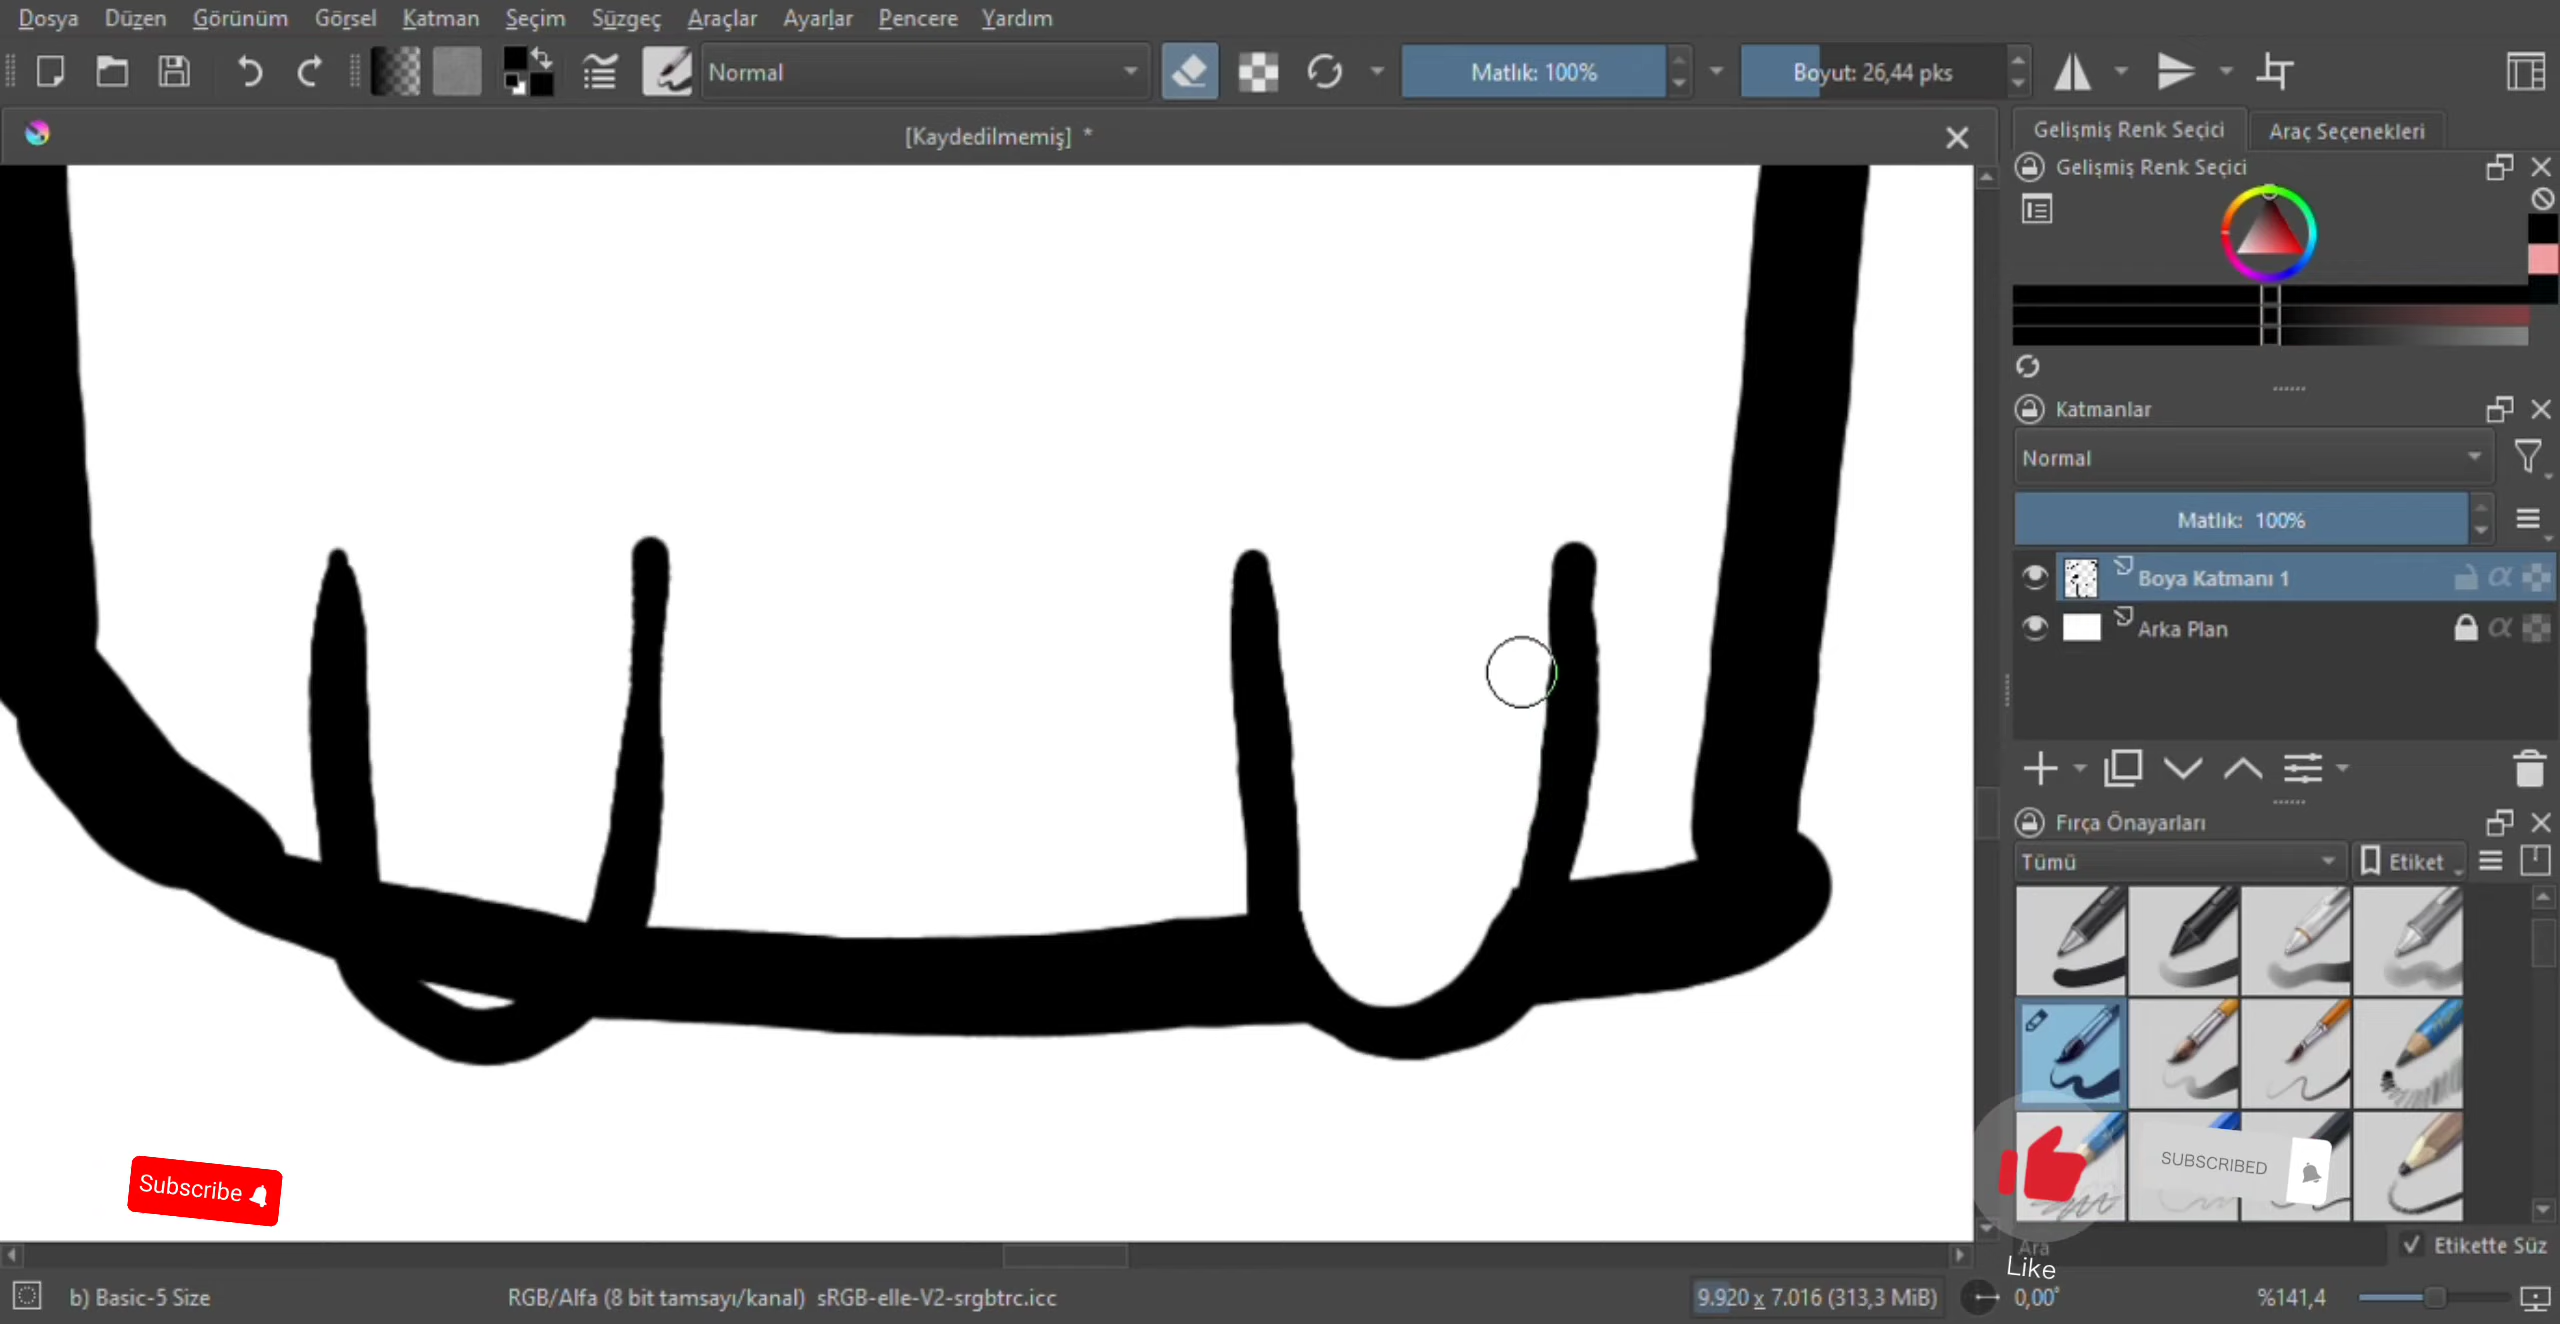 Dosya Düzen Görünüm Görsel Katman Seçim Süzgeç Araçlar Ayarlar Pencere Yardım
Normal Matlık: 100% Boyut: 26,44 pks
[Kaydedilmemiş] *
Gelişmiş Renk Seçici Araç Seçenekleri
Gelişmiş Renk Seçici
Katmanlar
Normal
Matlık: 100%
Boya Katmanı 1
Arka Plan
Fırça Önayarları
Tümü Etiket
Subscribe
SUBSCRIBED
Ara Etikette Süz
Like
b) Basic-5 Size RGB/Alfa (8 bit tamsayı/kanal) sRGB-elle-V2-srgbtrc.icc 9.920 x 7.016 (313,3 MiB) 0,00° %141,4